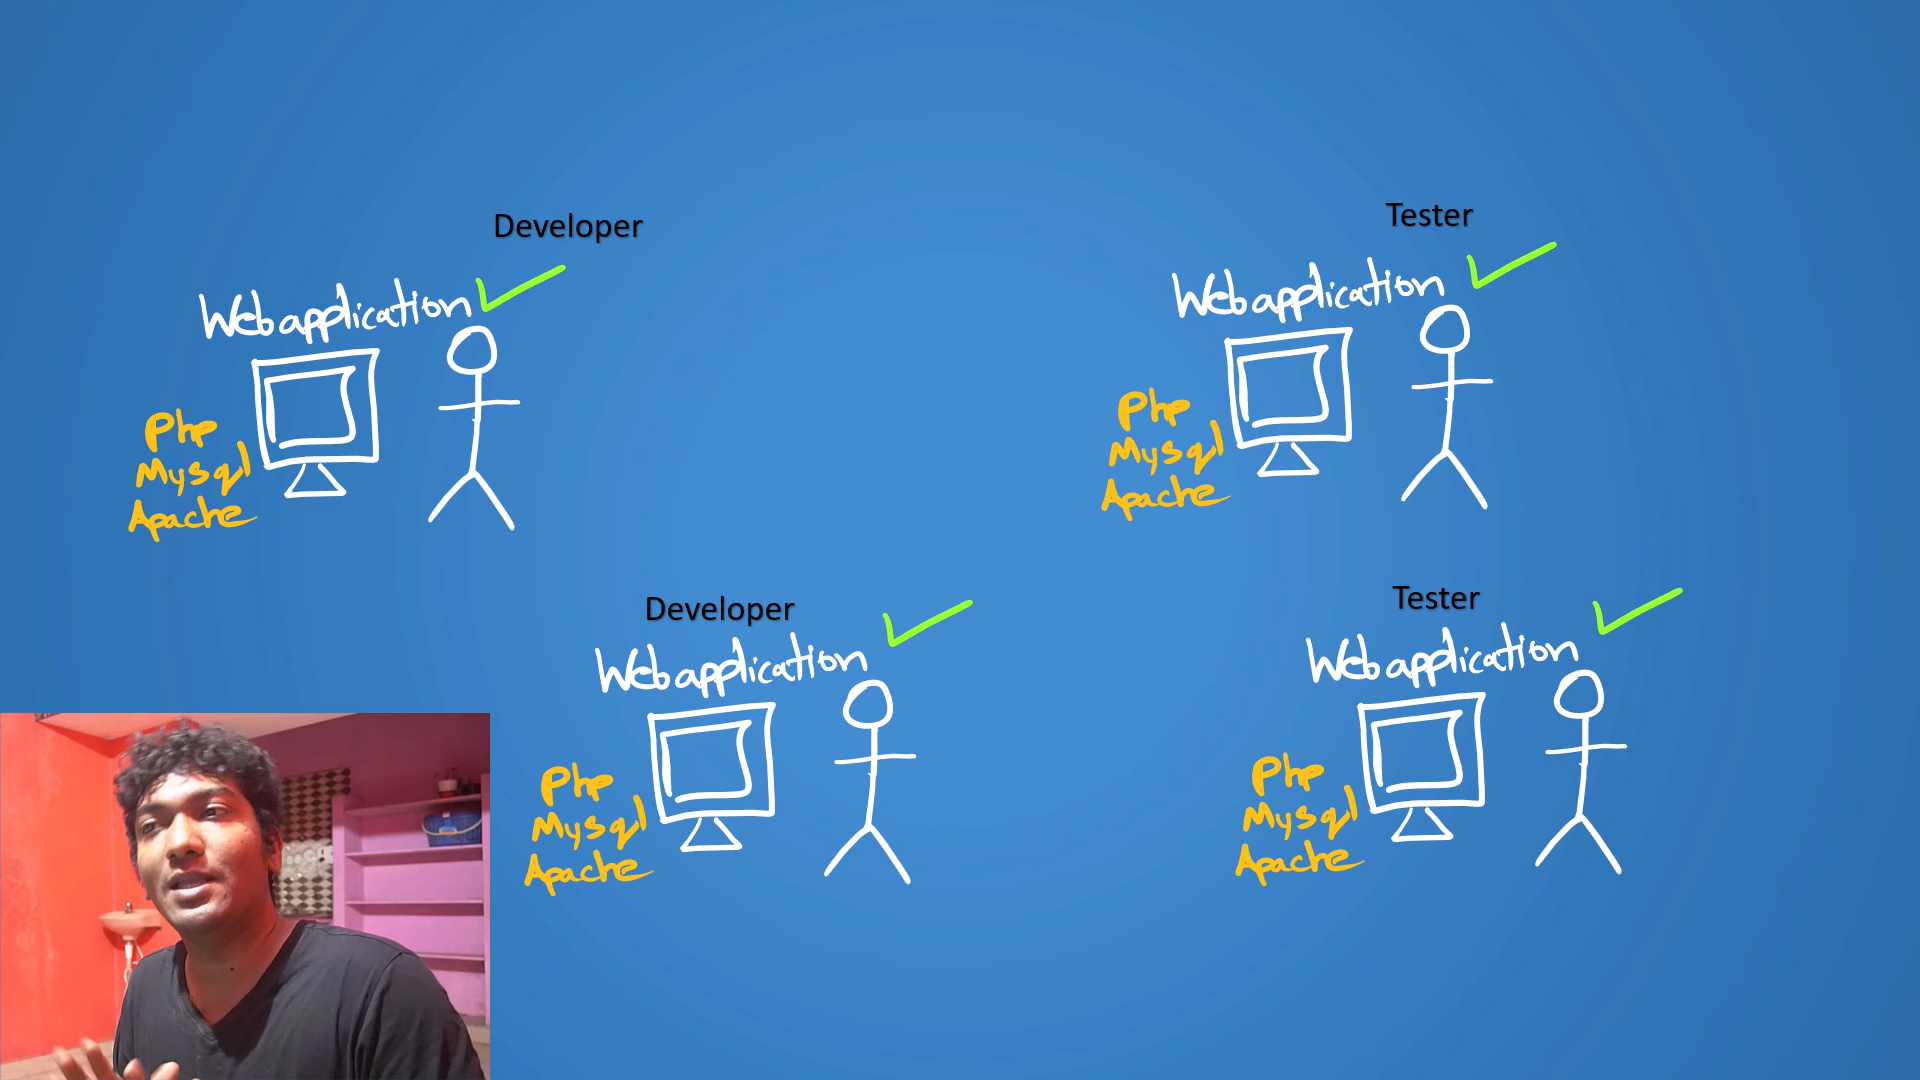 Developer
Web application
Php
Mysql
Apache
Tester
Web application
Php
Mysql
Apache
Developer
Web application
Php
Mysql
Apache
Tester
Web application
Php
Mysql
Apache